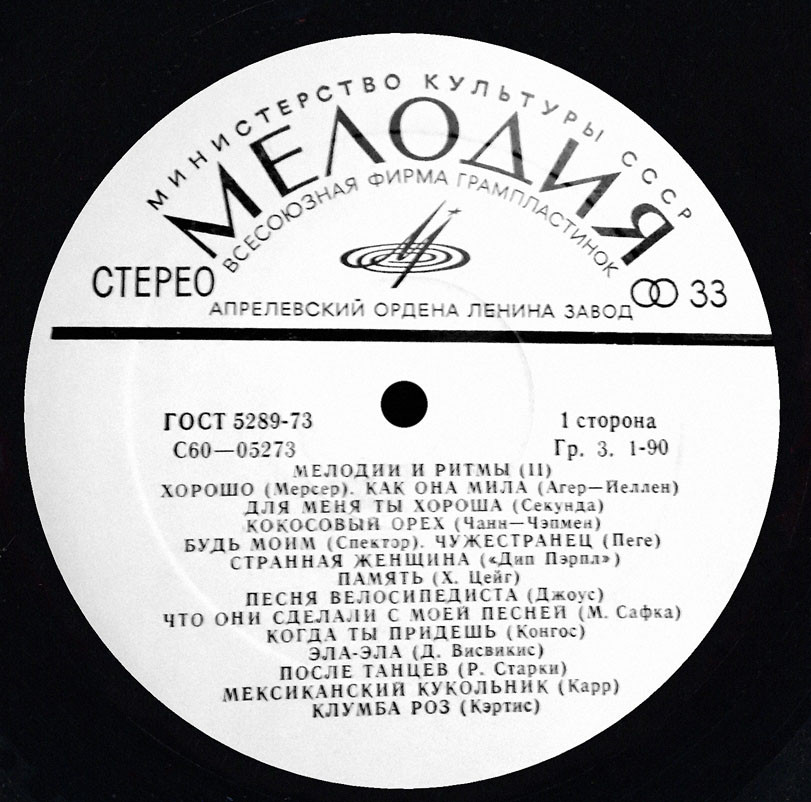 МИНИСТЕРСТВО КУЛЬТУРЫ СССР
МЕЛОДИЯ
ВСЕСОЮЗНАЯ ФИРМА ГРАМПЛАСТИНОК
СТЕРЕО
33
АПРЕЛЕВСКИЙ ОРДЕНА ЛЕНИНА ЗАВОД
ГОСТ 5289-73
1 сторона
С60—05273
Гр. 3. 1-90
МЕЛОДИИ И РИТМЫ (II)
ХОРОШО (Мерсер). КАК ОНА МИЛА (Агер—Иеллен)
ДЛЯ МЕНЯ ТЫ ХОРОША (Секунда)
КОКОСОВЫЙ ОРЕХ (Чанн—Чэпмен)
БУДЬ МОИМ (Спектор). ЧУЖЕСТРАНЕЦ (Пеге)
СТРАННАЯ ЖЕНЩИНА («Дип Пэрпл»)
ПАМЯТЬ (Х. Цейг)
ПЕСНЯ ВЕЛОСИПЕДИСТА (Джоус)
ЧТО ОНИ СДЕЛАЛИ С МОЕЙ ПЕСНЕЙ (М. Сафка)
КОГДА ТЫ ПРИДЕШЬ (Конгос)
ЭЛА-ЭЛА (Д. Висвикис)
ПОСЛЕ ТАНЦЕВ (Р. Старки)
МЕКСИКАНСКИЙ КУКОЛЬНИК (Карр)
КЛУМБА РОЗ (Кэртис)